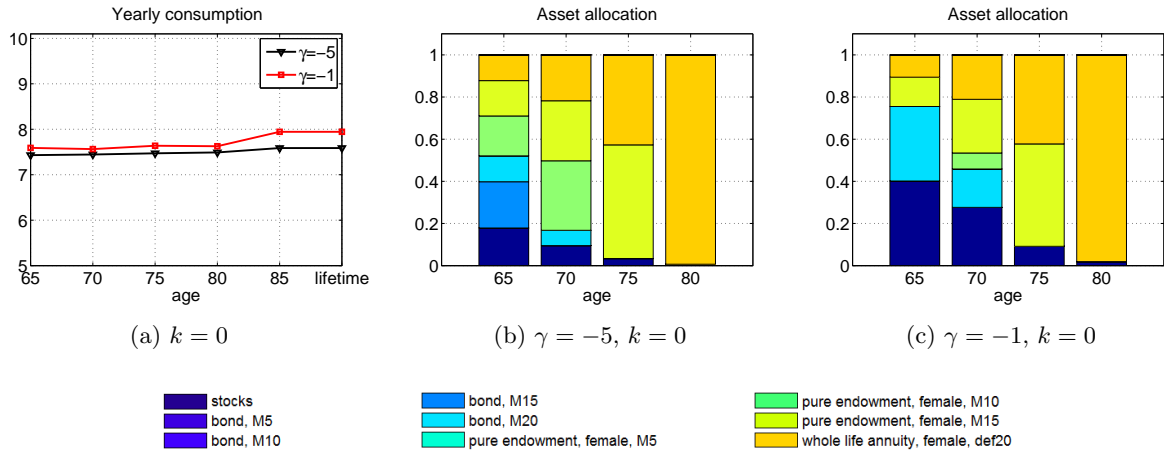 Yearly consumption
10
9
8
7
6
5
65 70 75 80 85 lifetime
age
γ=−5
γ=−1
(a) k = 0
Asset allocation
1
0.8
0.6
0.4
0.2
0
65 70 75 80
age
(b) γ = −5, k = 0
Asset allocation
1
0.8
0.6
0.4
0.2
0
65 70 75 80
age
(c) γ = −1, k = 0
stocks
bond, M5
bond, M10
bond, M15
bond, M20
pure endowment, female, M5
pure endowment, female, M10
pure endowment, female, M15
whole life annuity, female, def20